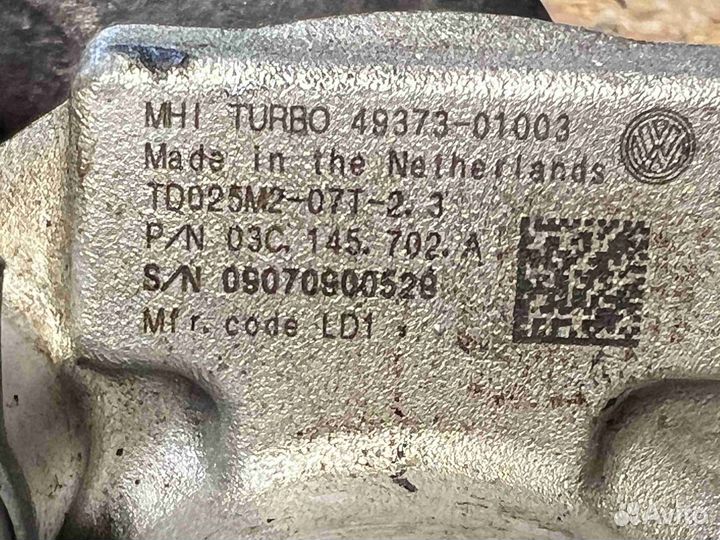 MHI TURBO 49373-01003
Made in the Netherlands
TD025M2-07T-2.3
P/N 03C.145.702.A
S/N 09070900528
Mfr. code LD1
Avito